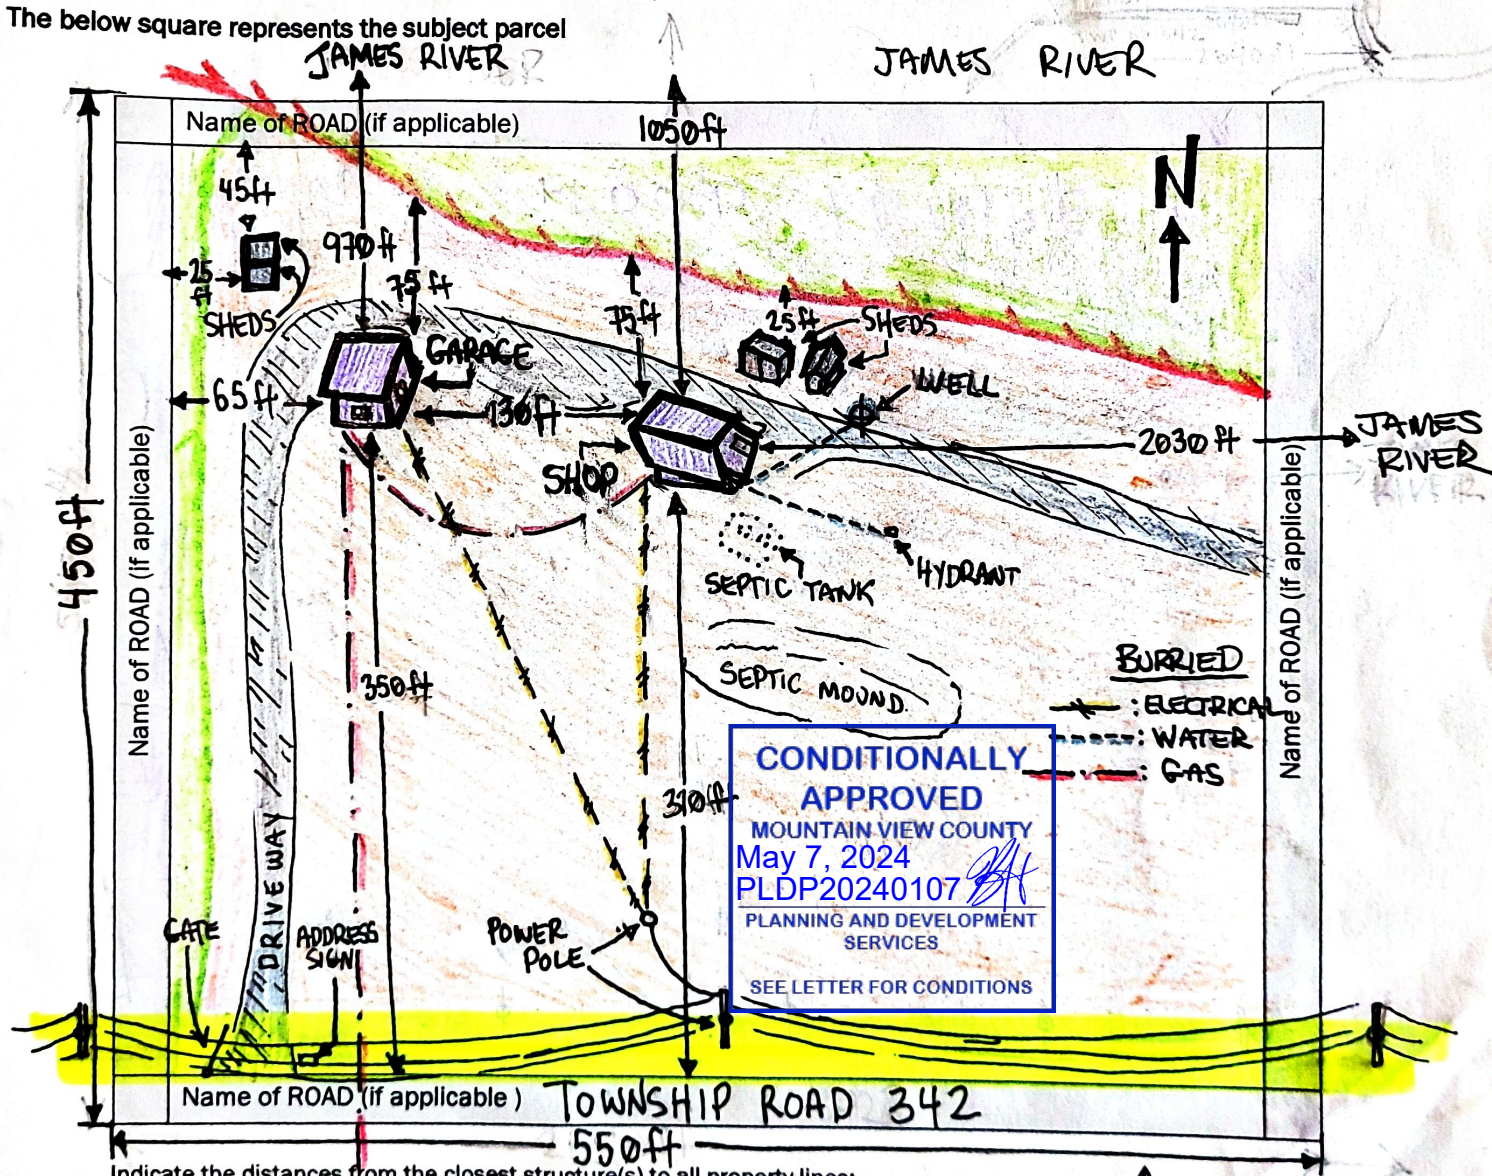 The below square represents the subject parcel
JAMES RIVER
JAMES RIVER
Name of ROAD (if applicable)
1050ft
N
45ft
970ft
75 ft
25
ft
SHEDS
75ft
25ft
SHEDS
GARAGE
WELL
65ft
130ft
2030ft
JAMES
RIVER
SHOP
450ft
Name of ROAD (if applicable)
Name of ROAD (if applicable)
HYDRANT
SEPTIC TANK
SEPTIC MOUND
350ft
BURRIED
: ELECTRICAL
: WATER
: GAS
310ft
CONDITIONALLY
APPROVED
MOUNTAIN VIEW COUNTY
May 7, 2024
PLDP20240107
PLANNING AND DEVELOPMENT
SERVICES
SEE LETTER FOR CONDITIONS
DRIVEWAY
GATE
ADDRESS
SIGN
POWER
POLE
Name of ROAD (if applicable ) TOWNSHIP ROAD 342
550ft
Indicate the distances from the closest structure(s) to all property lines: